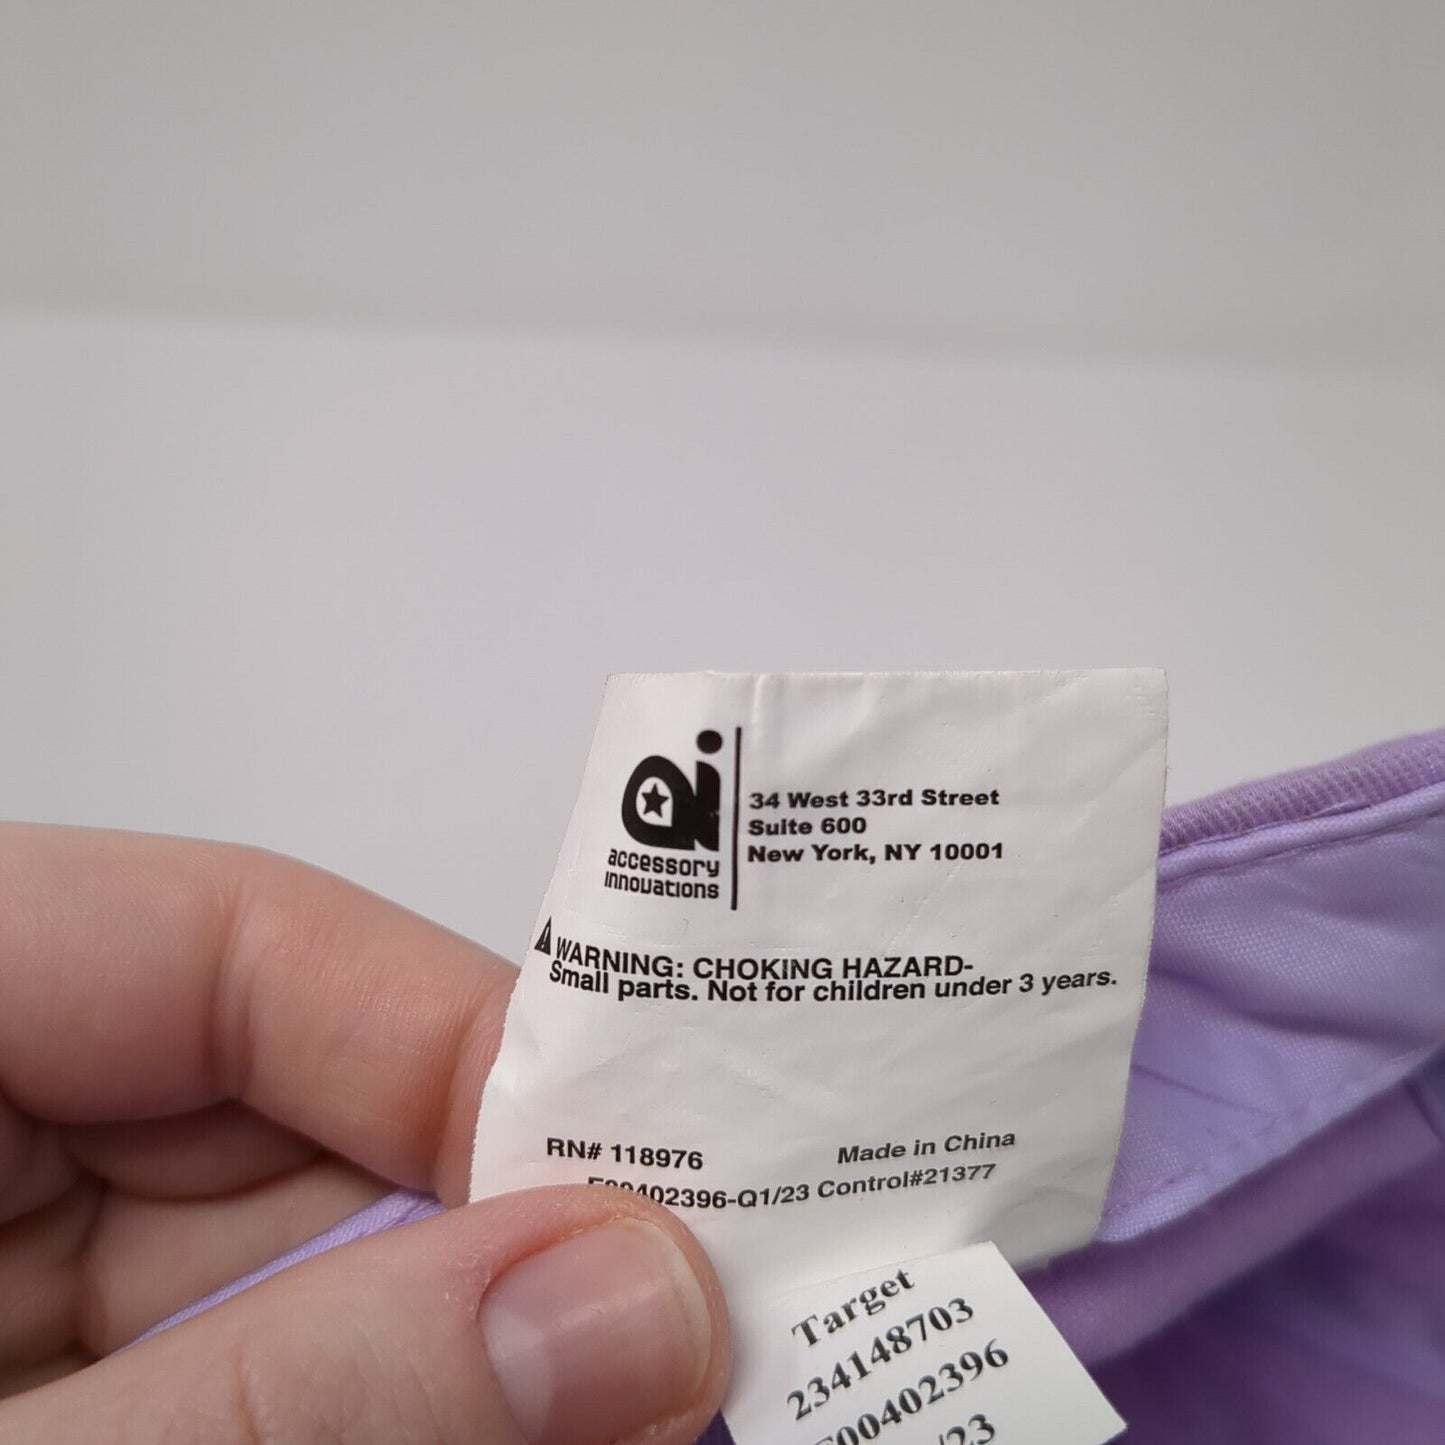 ai
accessory
innovations
34 West 33rd Street
Suite 600
New York, NY 10001
WARNING: CHOKING HAZARD-
Small parts. Not for children under 3 years.
RN# 118976
Made in China
Control#21377
Target
234148703